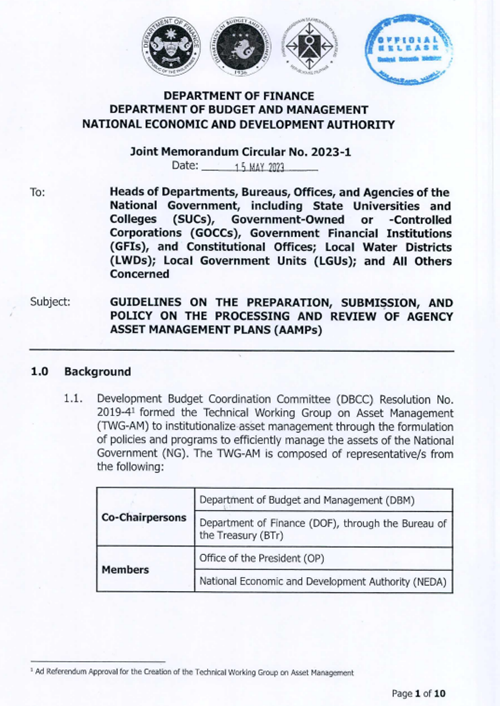 DEPARTMENT OF FINANCE
REPUBLIC OF THE PHILIPPINES
DEPARTMENT OF BUDGET AND MANAGEMENT
1936
OFFICIAL
RELEASE
DEPARTMENT OF FINANCE
DEPARTMENT OF BUDGET AND MANAGEMENT
NATIONAL ECONOMIC AND DEVELOPMENT AUTHORITY
Joint Memorandum Circular No. 2023-1
Date: 15 MAY 2023
To: Heads of Departments, Bureaus, Offices, and Agencies of the
National Government, including State Universities and
Colleges (SUCs), Government-Owned or -Controlled
Corporations (GOCCs), Government Financial Institutions
(GFIs), and Constitutional Offices; Local Water Districts
(LWDs); Local Government Units (LGUs); and All Others
Concerned
Subject: GUIDELINES ON THE PREPARATION, SUBMISSION, AND
POLICY ON THE PROCESSING AND REVIEW OF AGENCY
ASSET MANAGEMENT PLANS (AAMPs)
1.0 Background
1.1. Development Budget Coordination Committee (DBCC) Resolution No.
2019-4¹ formed the Technical Working Group on Asset Management
(TWG-AM) to institutionalize asset management through the formulation
of policies and programs to efficiently manage the assets of the National
Government (NG). The TWG-AM is composed of representative/s from
the following:
Co-Chairpersons
Department of Budget and Management (DBM)
Department of Finance (DOF), through the Bureau of
the Treasury (BTr)
Members
Office of the President (OP)
National Economic and Development Authority (NEDA)
¹ Ad Referendum Approval for the Creation of the Technical Working Group on Asset Management
Page 1 of 10